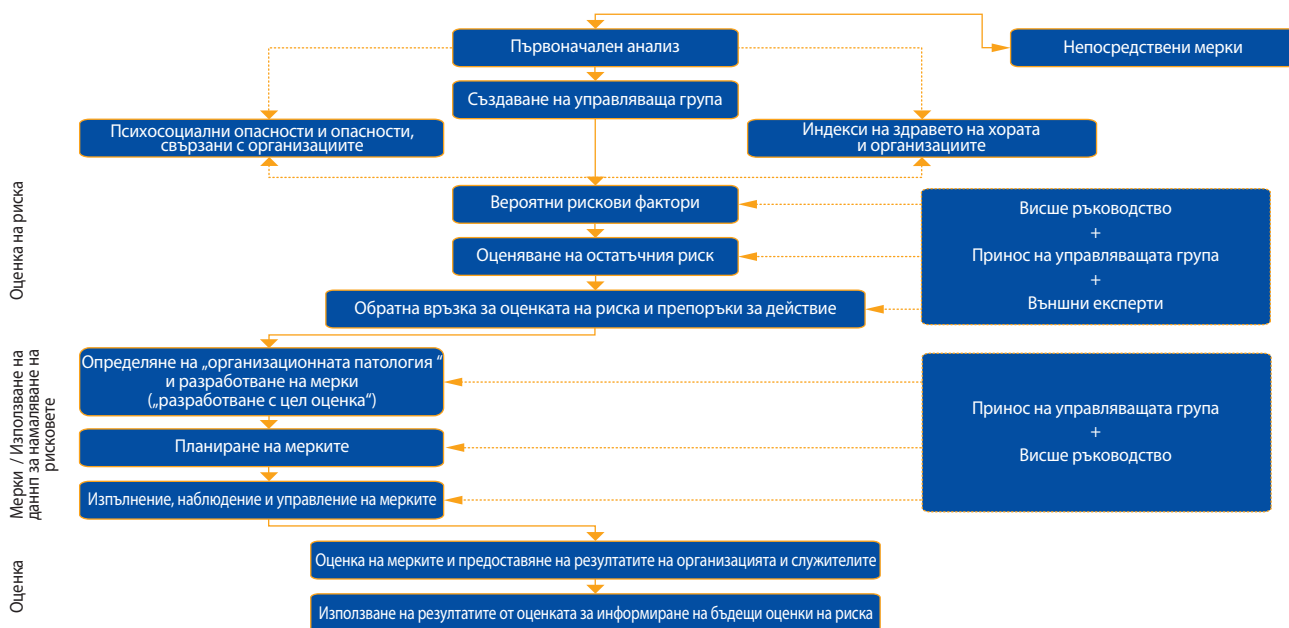 Първоначален анализ
Непосредствени мерки
Създаване на управляваща група
Психосоциални опасности и опасности,
свързани с организациите
Индекси на здравето на хората
и организациите
Оценка на риска
Вероятни рискови фактори
Оценяване на остатъчния риск
Обратна връзка за оценката на риска и препоръки за действие
Висше ръководство
+
Принос на управляващата група
+
Външни експерти
Мерки / Използване на
даннп за намаляване на
рисковете
Определяне на „организационната патология “
и разработване на мерки
(„разработване с цел оценка“)
Планиране на мерките
Изпълнение, наблюдение и управление на мерките
Принос на управляващата група
+
Висше ръководство
Оценка
Оценка на мерките и предоставяне на резултатите на организацията и служителите
Използване на резултатите от оценката за информиране на бъдещи оценки на риска